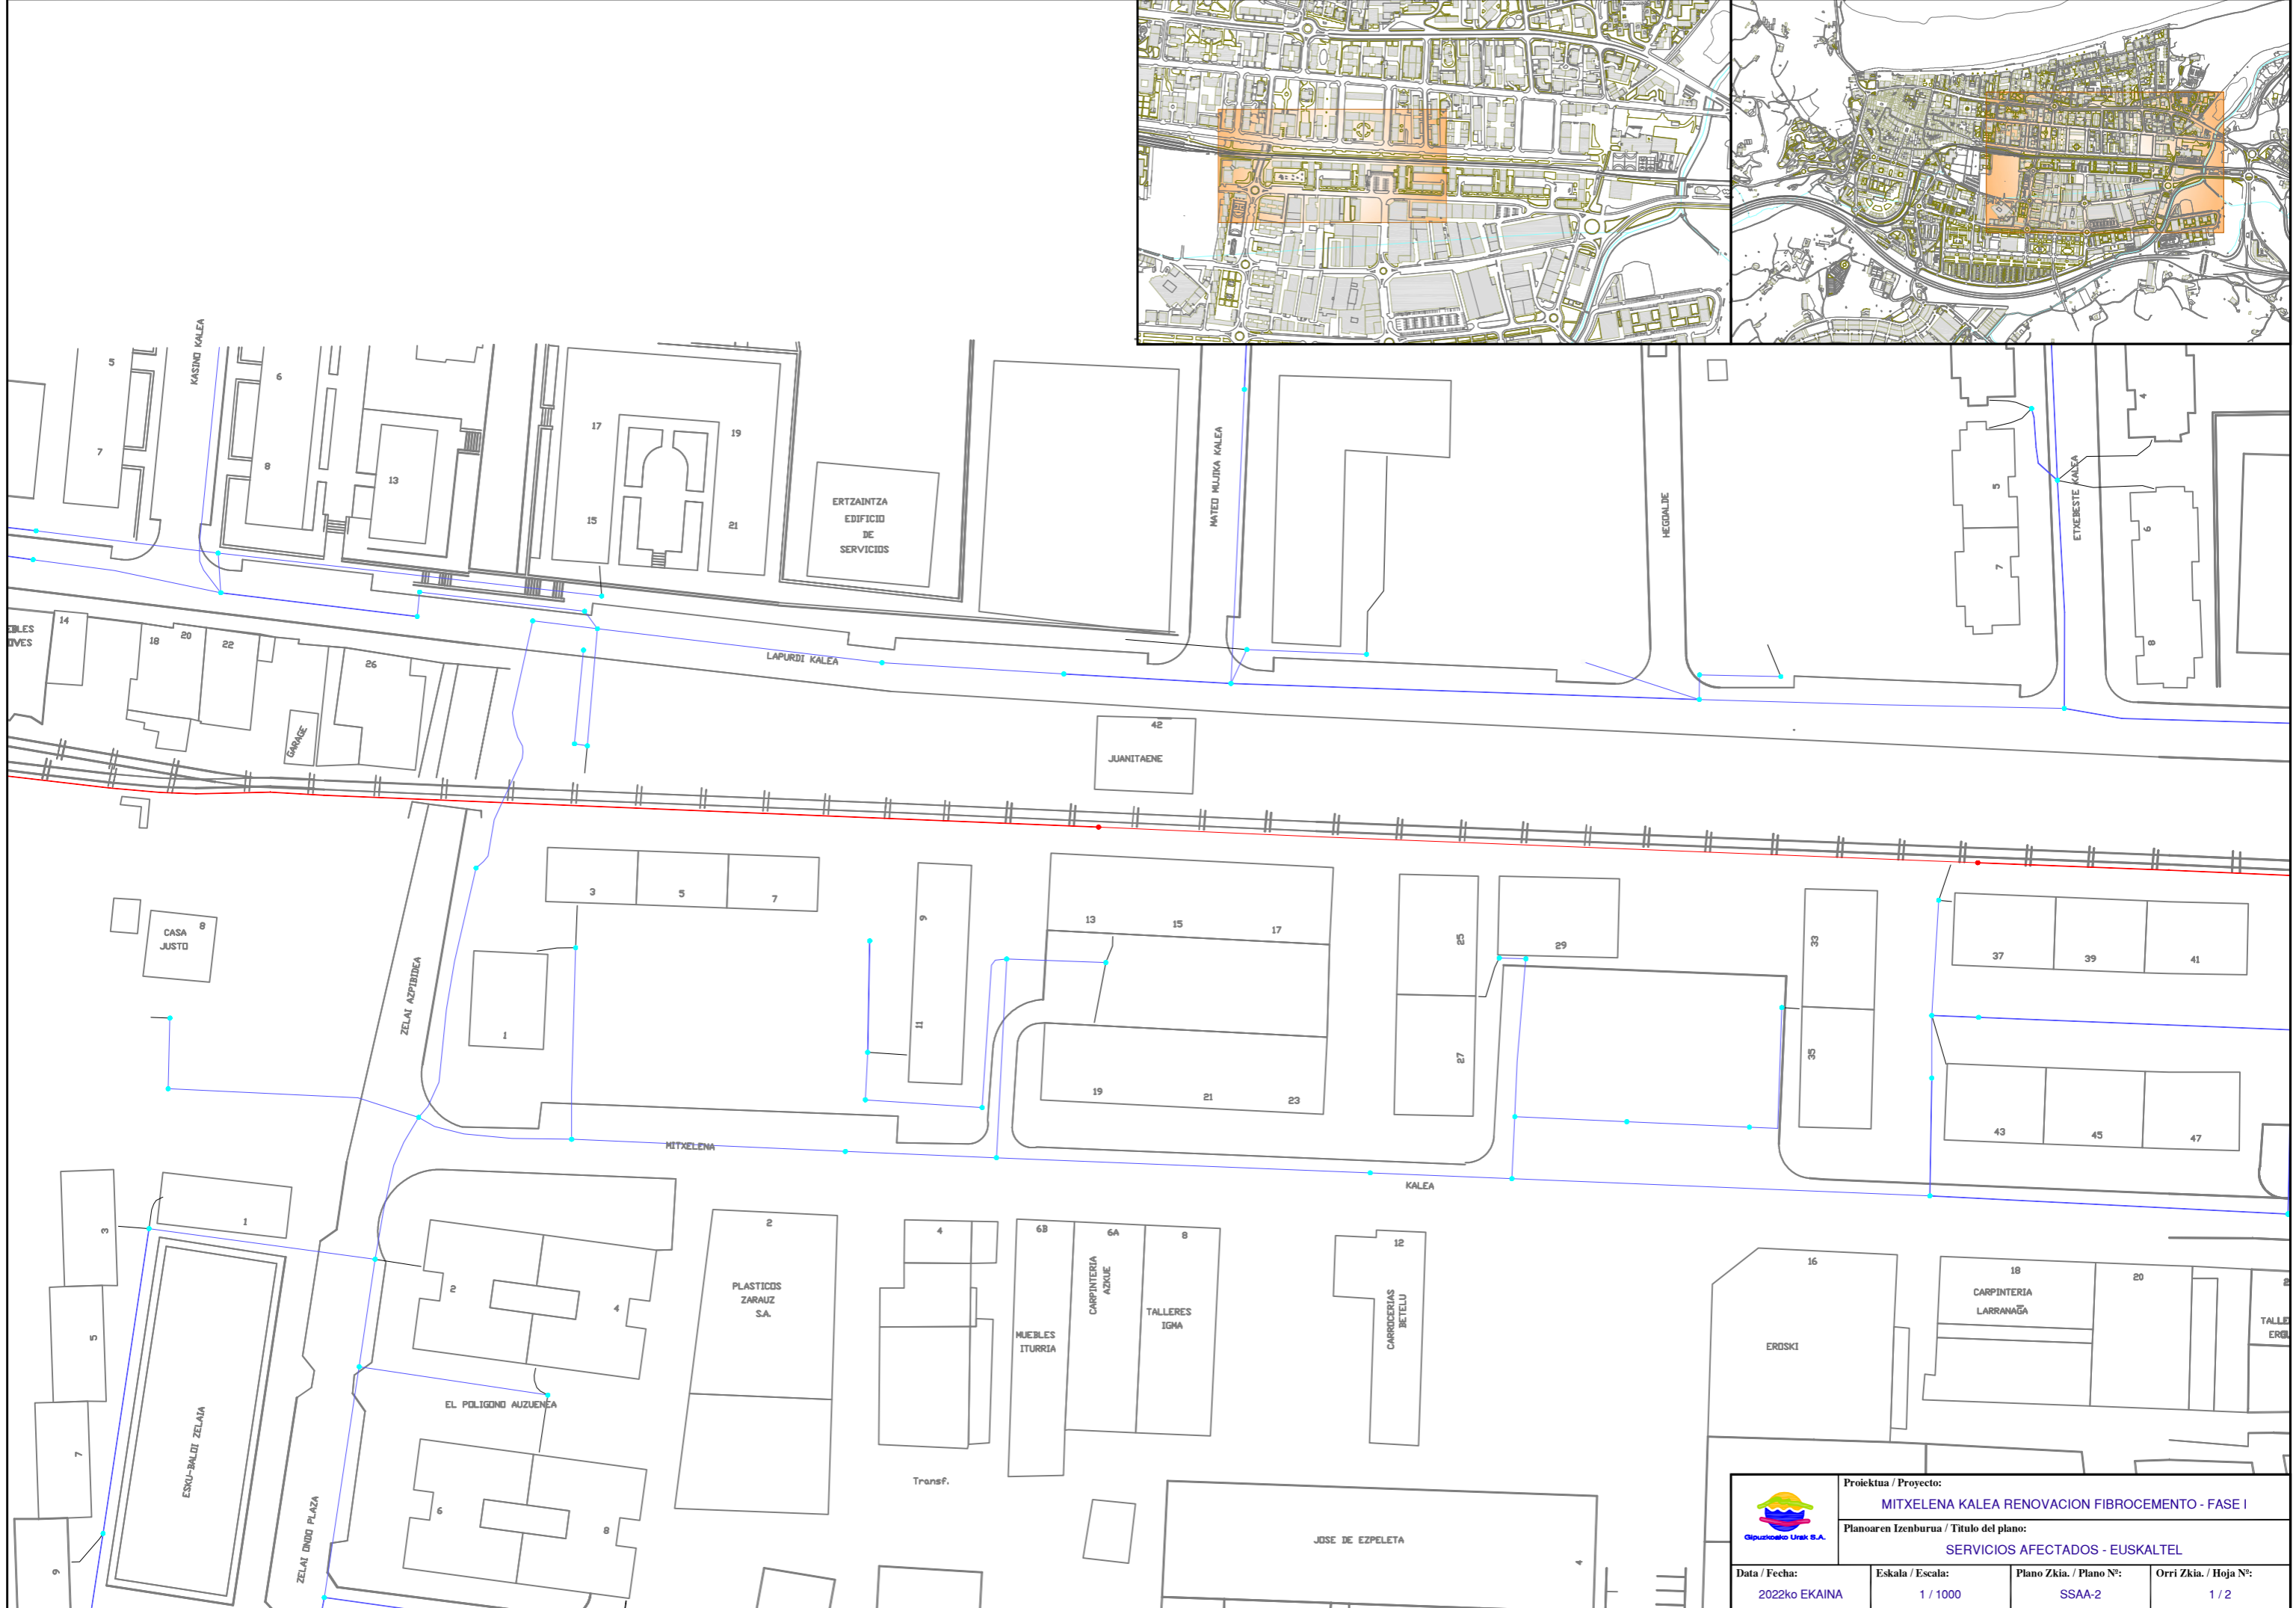 KASINO KALEA
5
7
6
8
13
17
19
15
21
ERTZAINTZA
EDIFICIO
DE
SERVICIOS
MATEO MUJIKA KALEA
HEGOALDE
ETXEBESTE KALEA
4
5
7
6
8
14
18
20
22
26
GARAGE
LAPURDI KALEA
42
JUANITAENE
CASA
JUSTO
8
ZELAI AZPIBIDEA
3
5
7
1
9
11
13
15
17
19
21
23
25
27
29
33
35
37
39
41
43
45
47
MITXELENA
KALEA
1
3
5
7
9
ESKU-BALOI ZELAIA
ZELAI ONDO PLAZA
2
4
EL POLIGONO AUZUENEA
6
8
2
PLASTICOS
ZARAUZ
S.A.
4
Transf.
6B
MUEBLES
ITURRIA
6A
CARPINTERIA
AZKUE
8
TALLERES
IGMA
12
CARROCERIAS
BETELU
JOSE DE EZPELETA
4
16
EROSKI
18
CARPINTERIA
LARRANAGA
20
Gipuzkoako Urak S.A.
Proiektua / Proyecto:
MITXELENA KALEA RENOVACION FIBROCEMENTO - FASE I
Planoaren Izenburua / Titulo del plano:
SERVICIOS AFECTADOS - EUSKALTEL
Data / Fecha:
2022ko EKAINA
Eskala / Escala:
1 / 1000
Plano Zkia. / Plano Nº:
SSAA-2
Orri Zkia. / Hoja Nº:
1 / 2